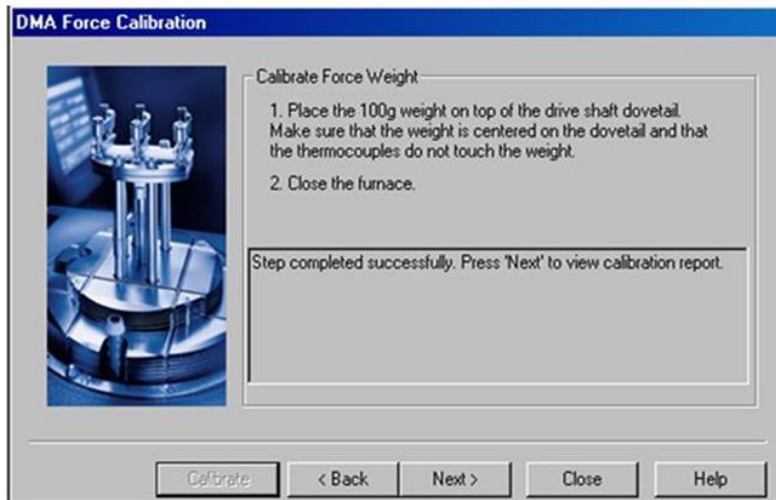 DMA Force Calibration
Calibrate Force Weight
1. Place the 100g weight on top of the drive shaft dovetail.
Make sure that the weight is centered on the dovetail and that
the thermocouples do not touch the weight.
2. Close the furnace.
Step completed successfully. Press 'Next' to view calibration report.
Calibrate
< Back
Next >
Close
Help